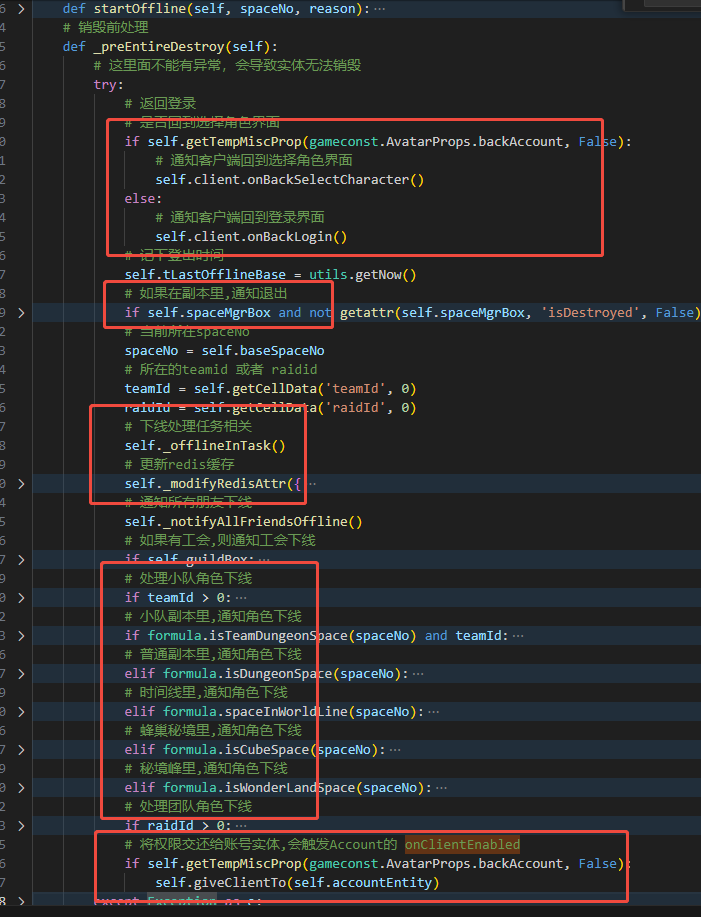 def startOffline(self, spaceNo, reason):…
# 销毁前处理
def _preEntireDestroy(self):
# 这里面不能有异常，会导致实体无法销毁
try:
# 返回登录
# 是否回到选择角色界面
if self.getTempMiscProp(gameconst.AvatarProps.backAccount, False):
# 通知客户端回到选择角色界面
self.client.onBackSelectCharacter()
else:
# 通知客户端回到登录界面
self.client.onBackLogin()
# 记下登出时间
self.tLastOfflineBase = utils.getNow()
# 如果在副本里,通知退出
if self.spaceMgrBox and not getattr(self.spaceMgrBox, 'isDestroyed', False)
# 当前所在spaceNo
spaceNo = self.baseSpaceNo
# 所在的teamid 或者 raidid
teamId = self.getCellData('teamId', 0)
raidId = self.getCellData('raidId', 0)
# 下线处理任务相关
self._offlineInTask()
# 更新redis缓存
self._modifyRedisAttr({…
# 通知所有朋友下线
self._notifyAllFriendsOffline()
# 如果有工会,则通知工会下线
if self.guildBox:…
# 处理小队角色下线
if teamId > 0:…
# 小队副本里,通知角色下线
if formula.isTeamDungeonSpace(spaceNo) and teamId:…
# 普通副本里,通知角色下线
elif formula.isDungeonSpace(spaceNo):…
# 时间线里,通知角色下线
elif formula.spaceInWorldLine(spaceNo):…
# 蜂巢秘境里,通知角色下线
elif formula.isCubeSpace(spaceNo):…
# 秘境峰里,通知角色下线
elif formula.isWonderLandSpace(spaceNo):…
# 处理团队角色下线
if raidId > 0:…
# 将权限交还给账号实体,会触发Account的 onClientEnabled
if self.getTempMiscProp(gameconst.AvatarProps.backAccount, False):
self.giveClientTo(self.accountEntity)
except Exception as e: